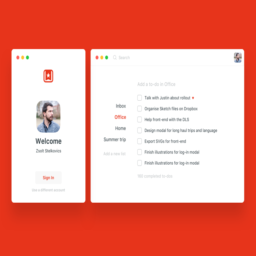 Welcome
Zsolt
Sign in
Search
Add a to-do in Office
Inbox
Office
Home
Summer trip
Talk with Justin about rollout
Organise Sketch files on Dropbox
Help front-end with the DLS
Design modal for long haul trips and language
Export SVGs for front-end
Finish illustrations for log-in modal
Finish illustrations for log-in modal